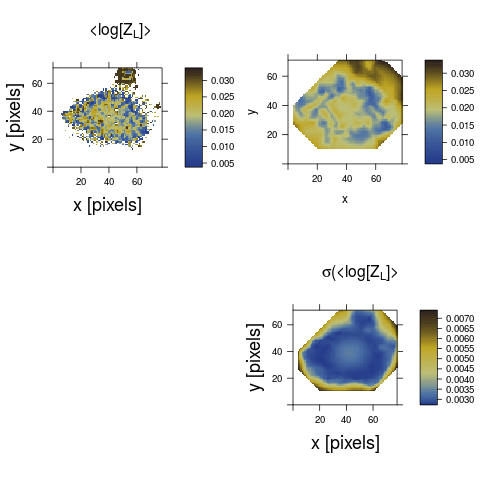 <log[Z_L]>
y [pixels]
60
40
20
20 40 60
x [pixels]
0.030
0.025
0.020
0.015
0.010
0.005
y
60
40
20
20 40 60
x
0.030
0.025
0.020
0.015
0.010
0.005
σ(<log[Z_L]>
y [pixels]
60
40
20
20 40 60
x [pixels]
0.0070
0.0065
0.0060
0.0055
0.0050
0.0045
0.0040
0.0035
0.0030